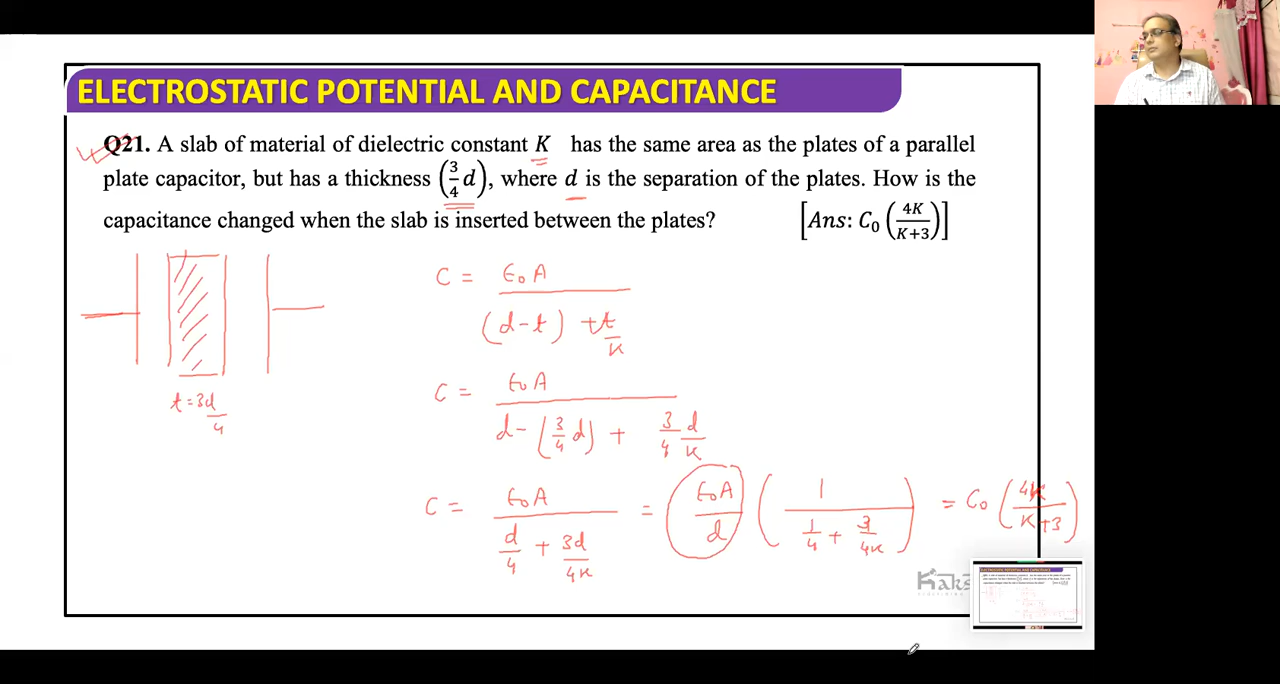 ELECTROSTATIC POTENTIAL AND CAPACITANCE
Q21. A slab of material of dielectric constant K has the same area as the plates of a parallel
plate capacitor, but has a thickness (3/4 d), where d is the separation of the plates. How is the
capacitance changed when the slab is inserted between the plates? [Ans: C₀ (4K/K+3)]
t = 3d/4
C = ε₀A / (d-t) + t/K
C = ε₀A / d - (3/4 d) + 3/4 d/K
C = ε₀A / d/4 + 3d/4K = ε₀A/d (1 / 1/4 + 3/4K) = C₀ (4K/K+3)